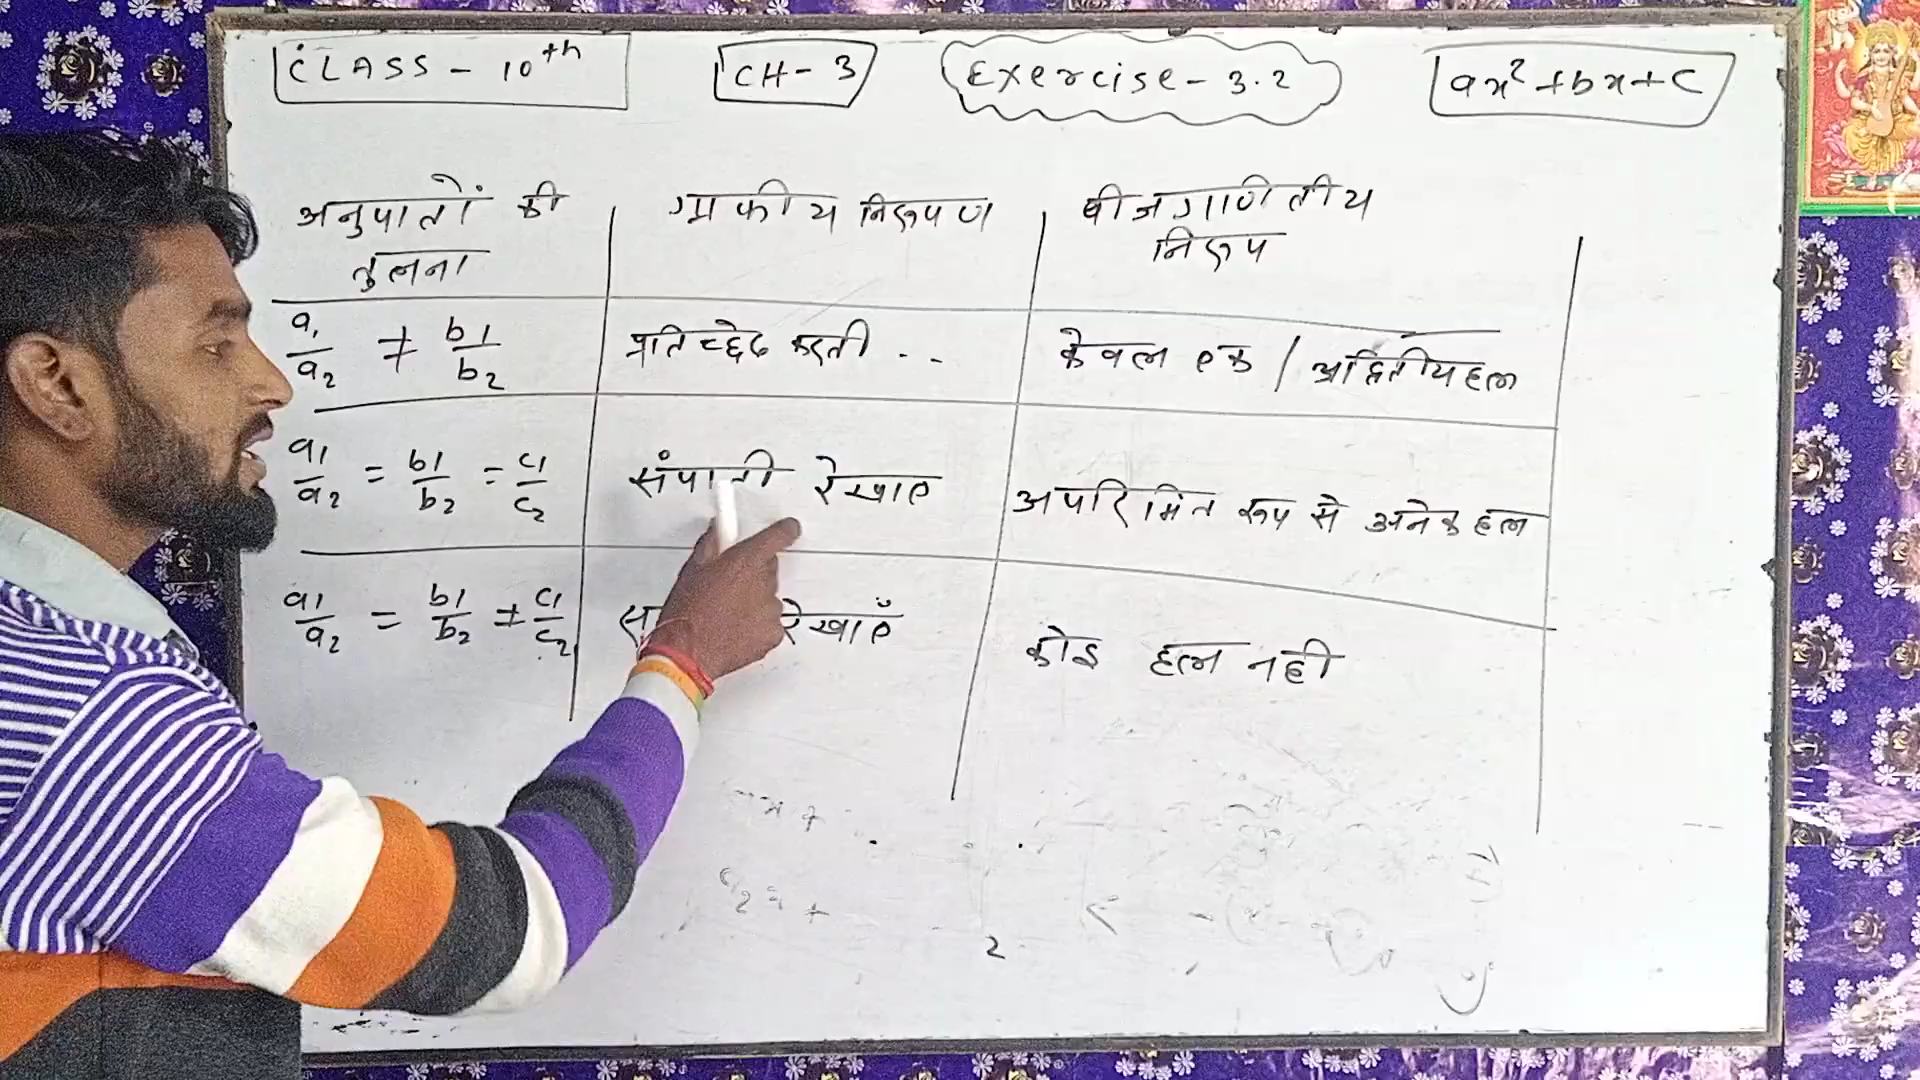 CLASS - 10th
CH - 3
Exercise - 3.2
ax² + bx + c
अनुपातों की तुलना
ग्राफीय निरूपण
बीजगाणितीय निरूप
a₁/a₂ ≠ b1/b₂
प्रतिच्छेद करती . .
केवल एक / अद्वितीय हल
a1/a₂ = b1/b₂ = c1/c₂
संपाती रेखाए
अपरिमित रूप से अनेक हल
a1/a₂ = b1/b₂ ≠ c1/c₂
रेखाएँ
कोइ हल नही
2